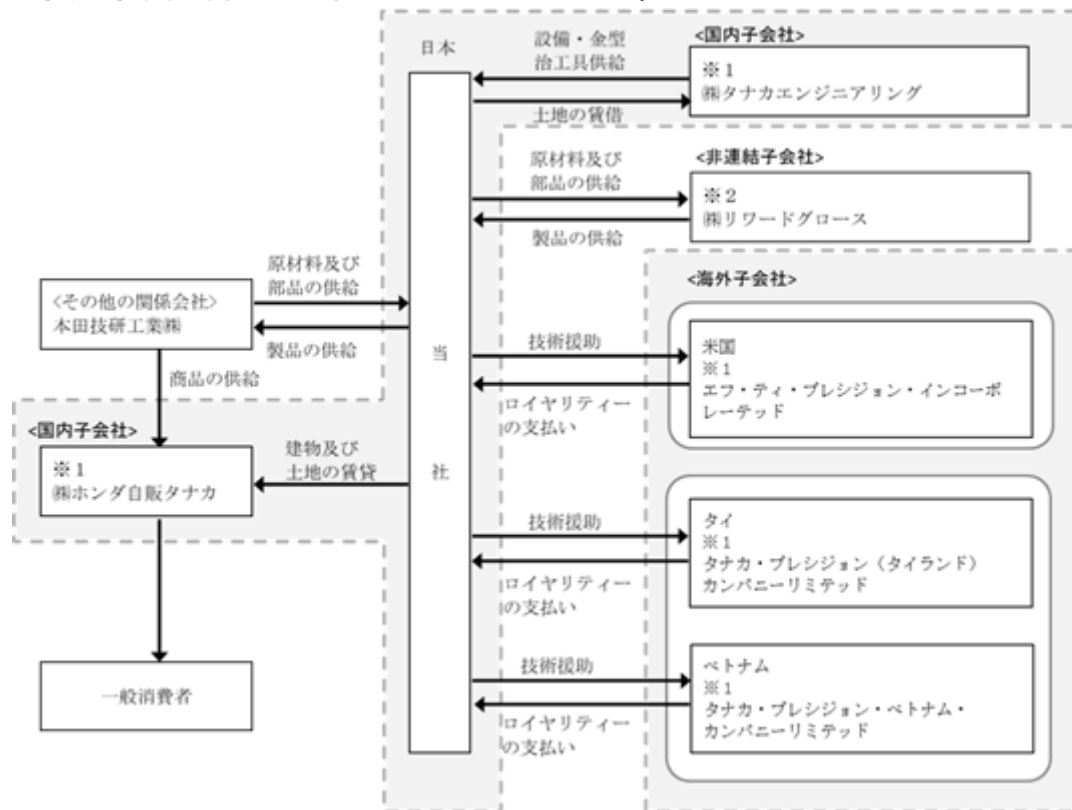 日本
設備・金型
治工具供給
土地の賃借
<国内子会社>
※1
㈱タナカエンジニアリング
原材料及び
部品の供給
製品の供給
<非連結子会社>
※2
㈱リワードグロース
<その他の関係会社>
本田技研工業㈱
原材料及び
部品の供給
製品の供給
商品の供給
当
社
<海外子会社>
技術援助
ロイヤリティー
の支払い
米国
※1
エフ・ティ・プレシジョン・インコーポ
レーテッド
<国内子会社>
※1
㈱ホンダ自販タナカ
建物及び
土地の賃貸
技術援助
ロイヤリティー
の支払い
タイ
※1
タナカ・プレシジョン（タイランド）
カンパニーリミテッド
一般消費者
技術援助
ロイヤリティー
の支払い
ベトナム
※1
タナカ・プレシジョン・ベトナム・
カンパニーリミテッド